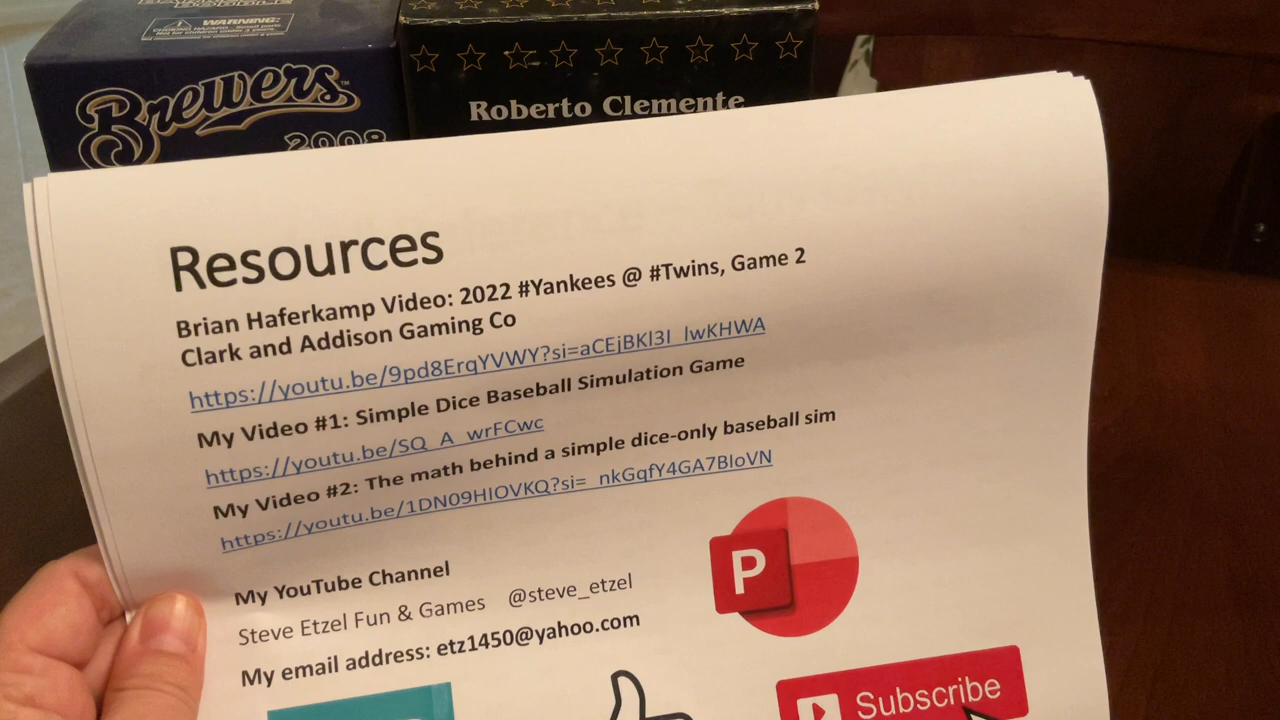 WARNING:
Brewers
2008
Roberto Clemente
Resources
Brian Haferkamp Video: 2022 #Yankees @ #Twins, Game 2
Clark and Addison Gaming Co
https://youtu.be/9pd8ErqYVWY?si=aCEjBKl3I_lwKHWA
My Video #1: Simple Dice Baseball Simulation Game
https://youtu.be/SQ_A_wrFCwc
My Video #2: The math behind a simple dice-only baseball sim
https://youtu.be/1DN09HIOVKQ?si=_nkGqfY4GA7BloVN
My YouTube Channel
Steve Etzel Fun & Games @steve_etzel
My email address: etz1450@yahoo.com
P
Subscribe